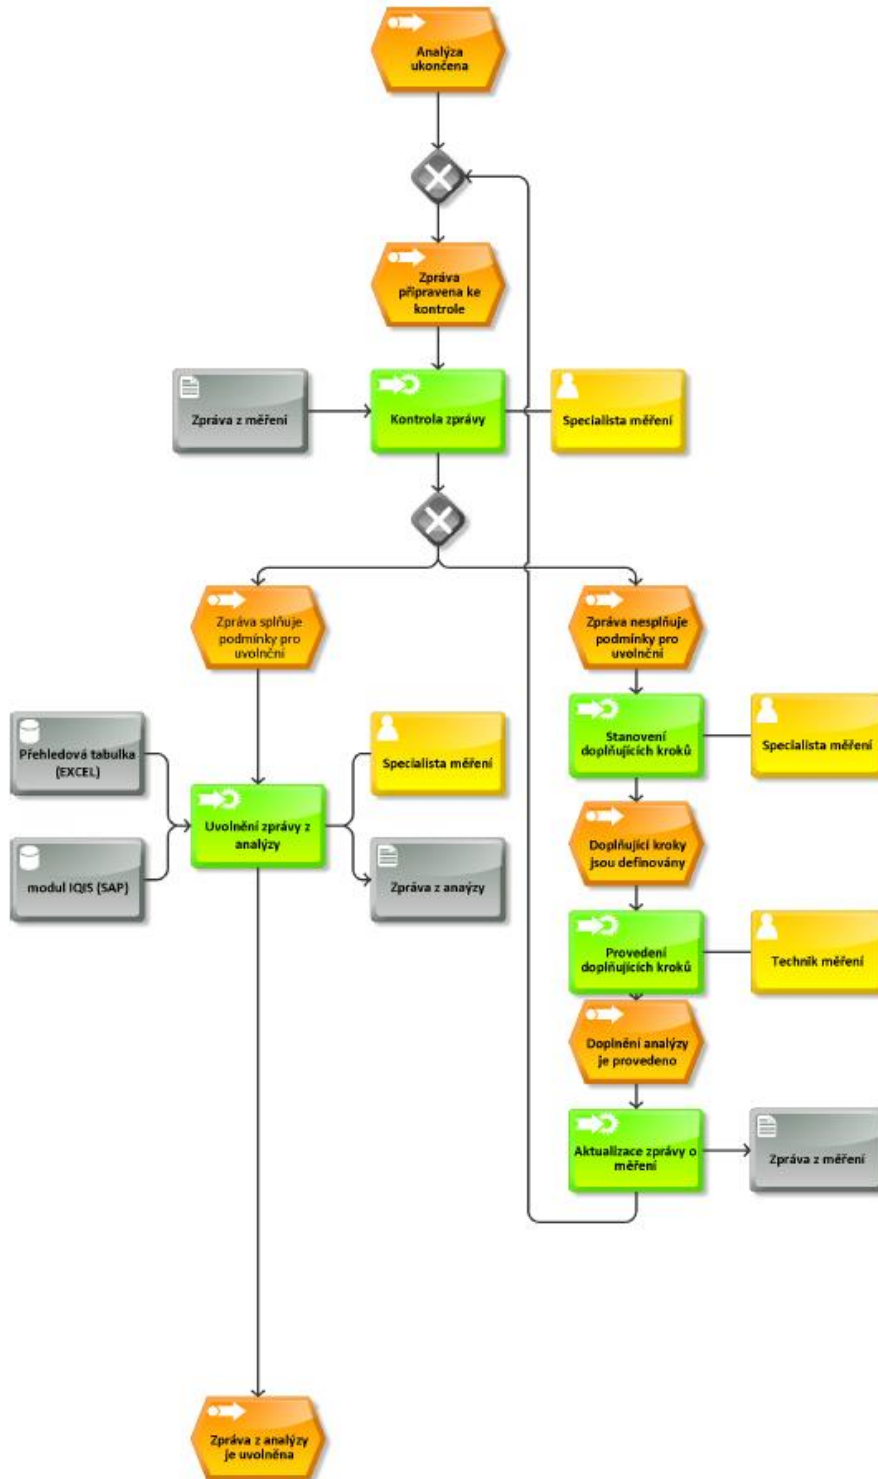 Analýza
ukončena
Zpráva
připravena ke
kontrole
Zpráva z měření
Kontrola zprávy
Specialista měření
Zpráva splňuje
podmínky pro
uvolnční
Zpráva nesplňuje
podmínky pro
uvolnční
Přehledová tabulka
(EXCEL)
Specialista měření
Stanovení
doplňujících kroků
Specialista měření
Uvolnění zprávy z
analýzy
Doplňující kroky
jsou definovány
modul IQIS (SAP)
Zpráva z anaýzy
Provedení
doplňujících kroků
Technik měření
Doplnění analýzy
je provedeno
Aktualizace zprávy o
měření
Zpráva z měření
Zpráva z analýzy
je uvolněna